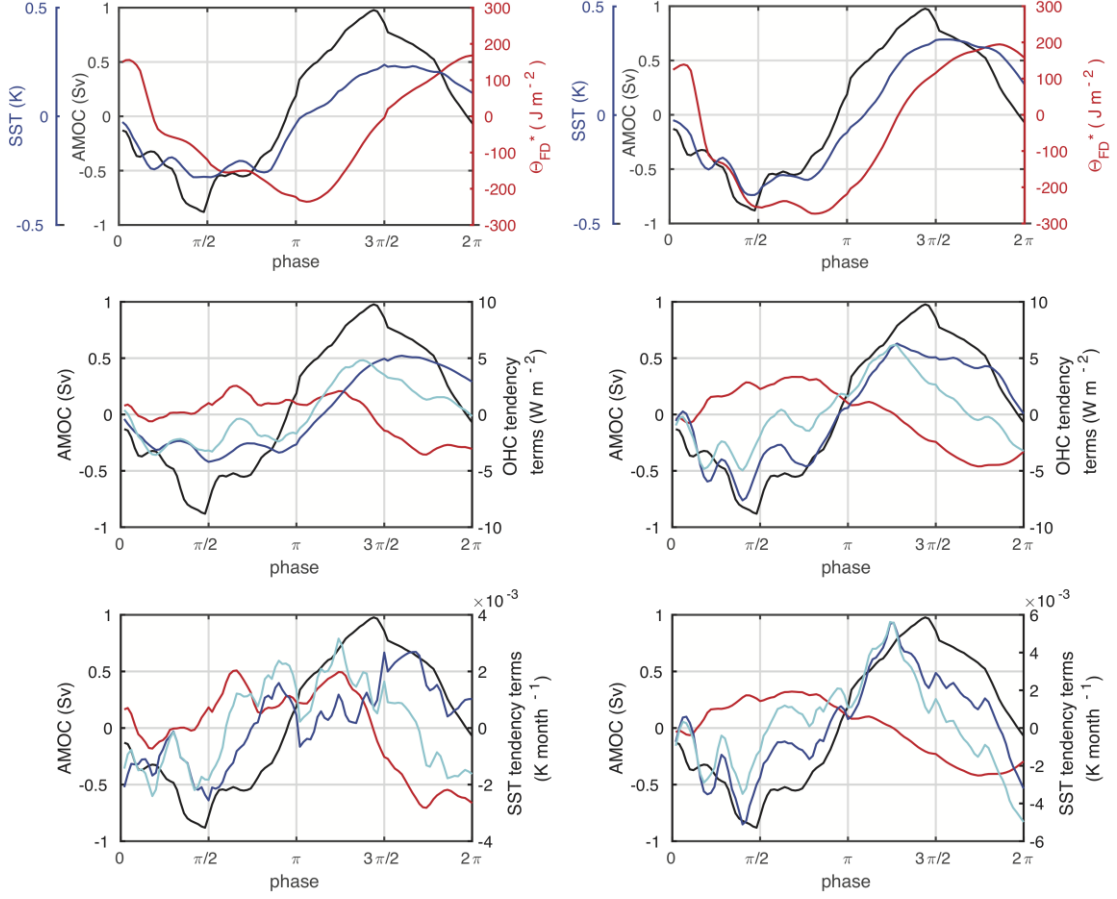 0.5 1 300 0.5 1 300
200 200
0.5 0.5
100 100
SST (K) 0 AMOC (Sv) 0 0 Θ_FD* ( J m⁻²) SST (K) 0 AMOC (Sv) 0 0 Θ_FD* ( J m⁻²)
-100 -100
-0.5 -0.5
-200 -200
-0.5 -1 -300 -0.5 -1 -300
0 π/2 π 3π/2 2π 0 π/2 π 3π/2 2π
phase phase
1 10 1 10
0.5 5 0.5 5
AMOC (Sv) 0 0 OHC tendency AMOC (Sv) 0 0 OHC tendency
terms (W m⁻²) terms (W m⁻²)
-0.5 -5 -0.5 -5
-1 -10 -1 -10
0 π/2 π 3π/2 2π 0 π/2 π 3π/2 2π
phase phase
×10⁻³ ×10⁻³
1 4 1 6
4
0.5 2 0.5
2
AMOC (Sv) 0 0 SST tendency terms AMOC (Sv) 0 0 SST tendency terms
(K month⁻¹) (K month⁻¹)
-2
-0.5 -2 -0.5
-4
-1 -4 -1 -6
0 π/2 π 3π/2 2π 0 π/2 π 3π/2 2π
phase phase